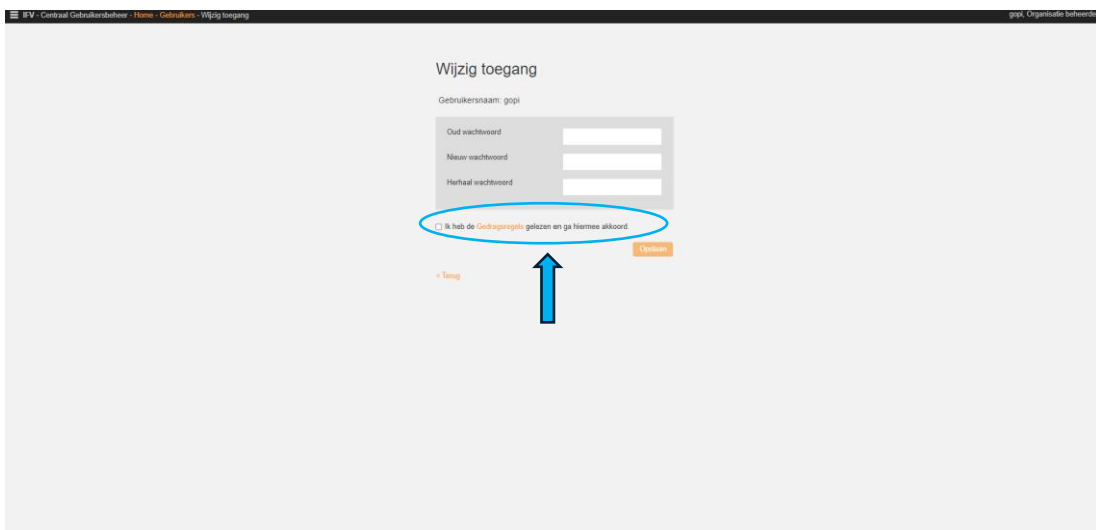 IFV - Centraal Gebruikersbeheer - Home - Gebruikers - Wijzig toegang
gopi, Organisatie beheerde
Wijzig toegang
Gebruikersnaam: gopi
Oud wachtwoord
Nieuw wachtwoord
Herhaal wachtwoord
Ik heb de Gedragsregels gelezen en ga hiermee akkoord
Opslaan
« Terug